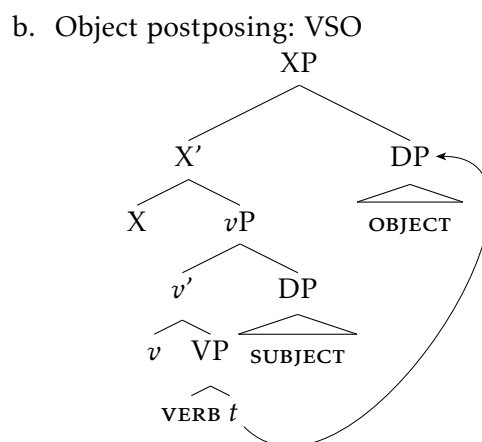 b. Object postposing: VSO
XP
X’ DP
X vP OBJECT
v’ DP
v VP SUBJECT
VERB t